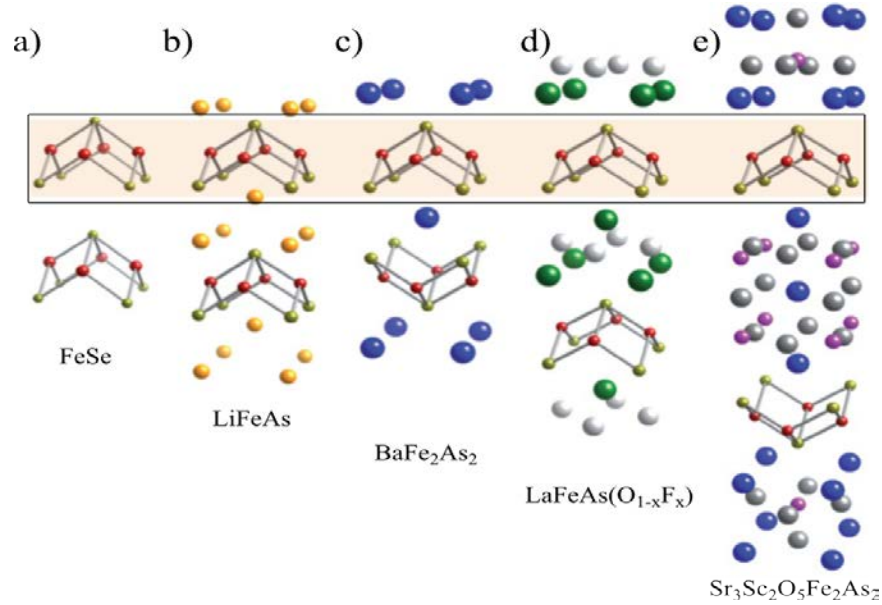 a) b) c) d) e)
FeSe
LiFeAs
BaFe₂As₂
LaFeAs(O₁₋ₓFₓ)
Sr₃Sc₂O₅Fe₂As₂